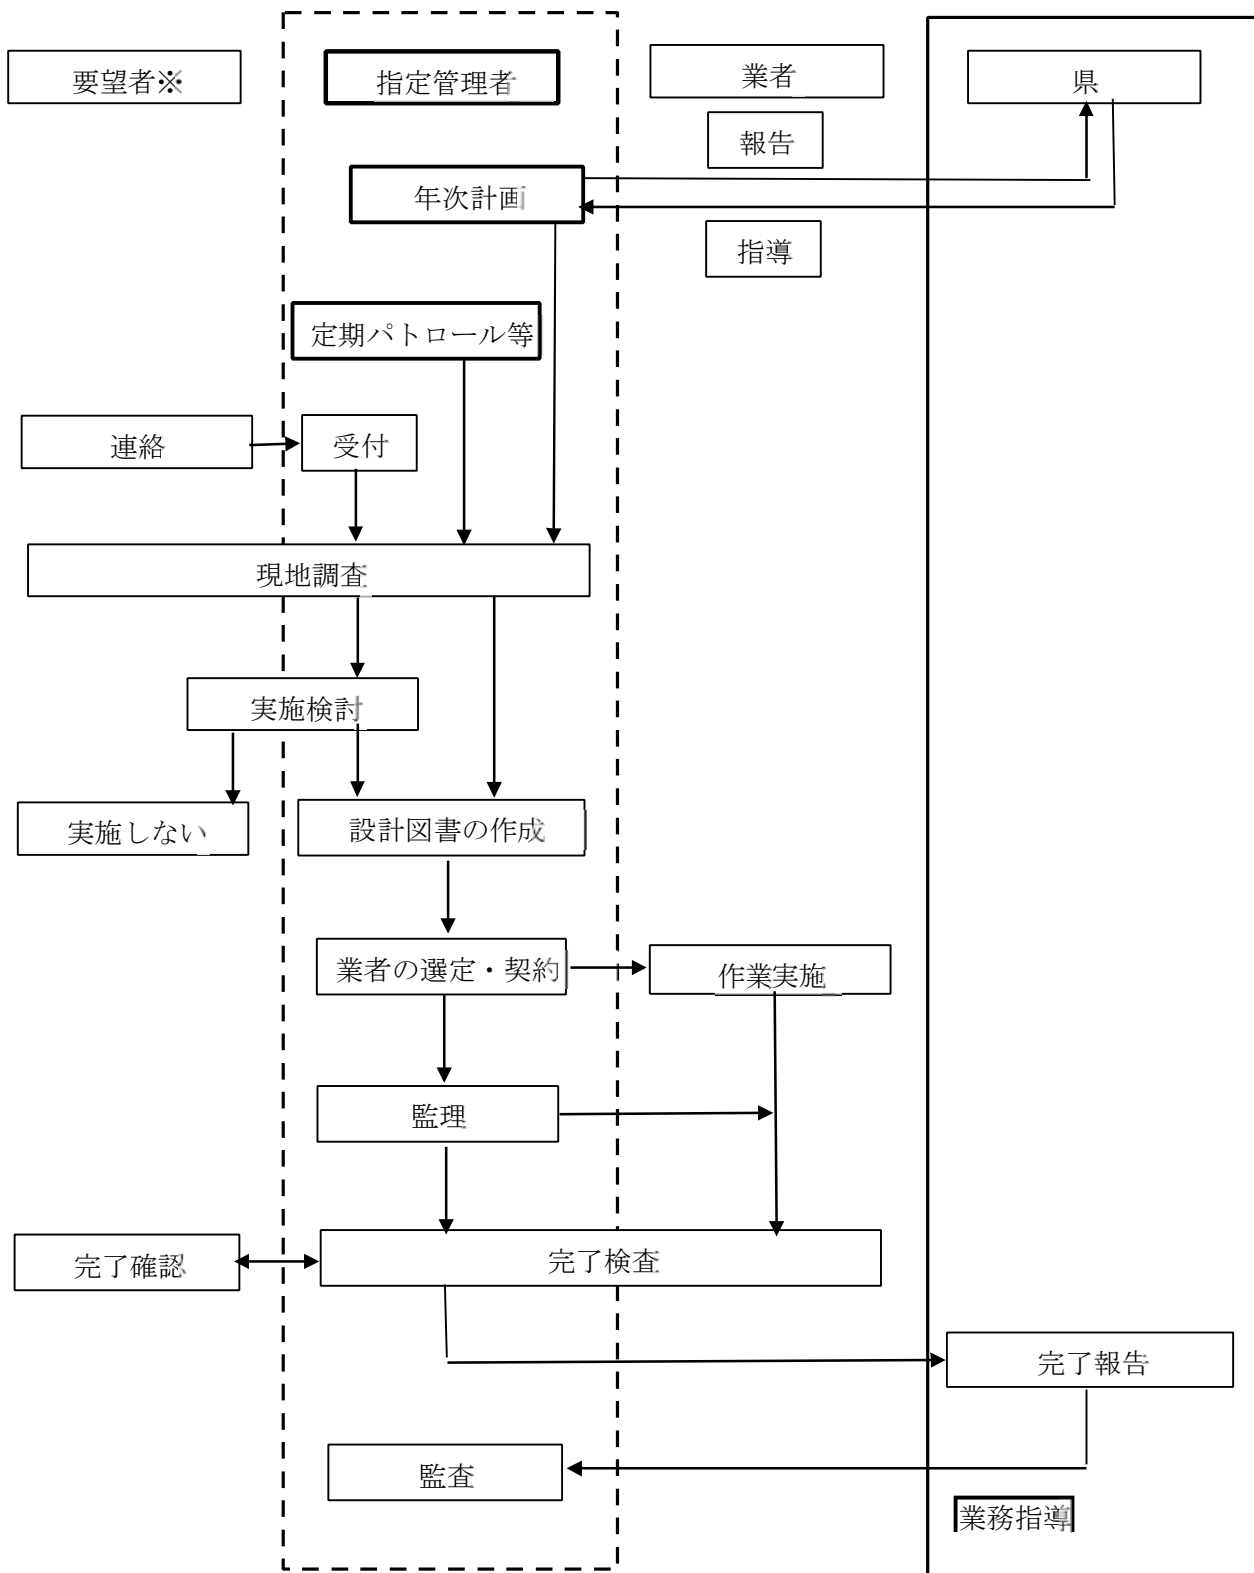 要望者※
指定管理者
業者
県
報告
年次計画
指導
定期パトロール等
連絡
受付
現地調査
実施検討
実施しない
設計図書の作成
業者の選定・契約
作業実施
監理
完了確認
完了検査
完了報告
監査
業務指導